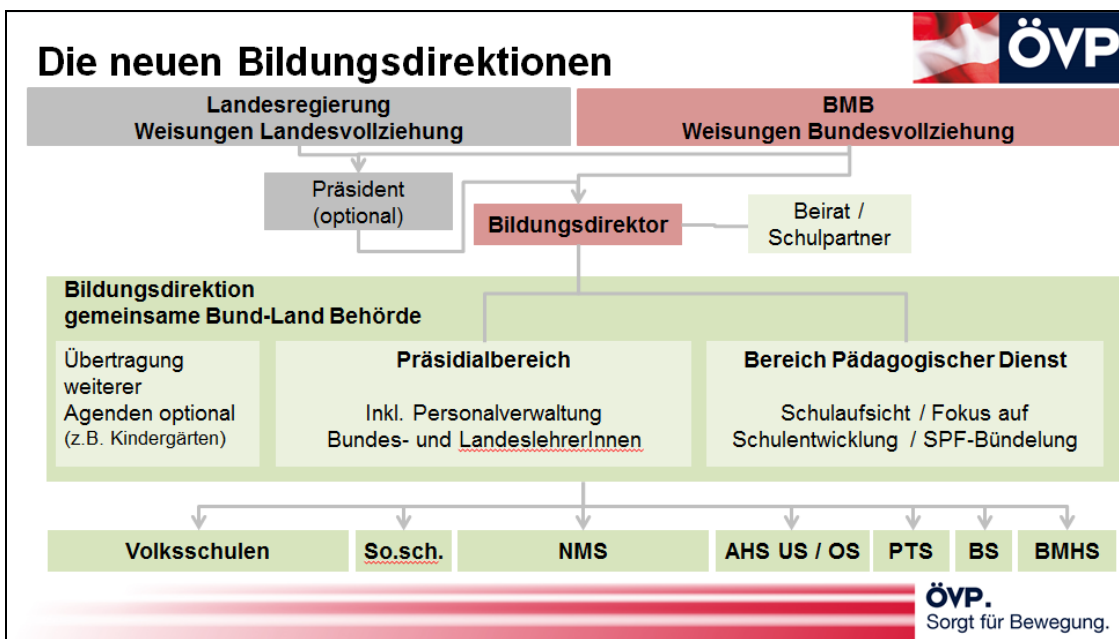 Die neuen Bildungsdirektionen
ÖVP
Landesregierung
Weisungen Landesvollziehung
BMB
Weisungen Bundesvollziehung
Präsident
(optional)
Bildungsdirektor
Beirat /
Schulpartner
Bildungsdirektion
gemeinsame Bund-Land Behörde
Übertragung
weiterer
Agenden optional
(z.B. Kindergärten)
Präsidialbereich
Inkl. Personalverwaltung
Bundes- und LandeslehrerInnen
Bereich Pädagogischer Dienst
Schulaufsicht / Fokus auf
Schulentwicklung / SPF-Bündelung
Volksschulen
So.sch.
NMS
AHS US / OS
PTS
BS
BMHS
ÖVP.
Sorgt für Bewegung.